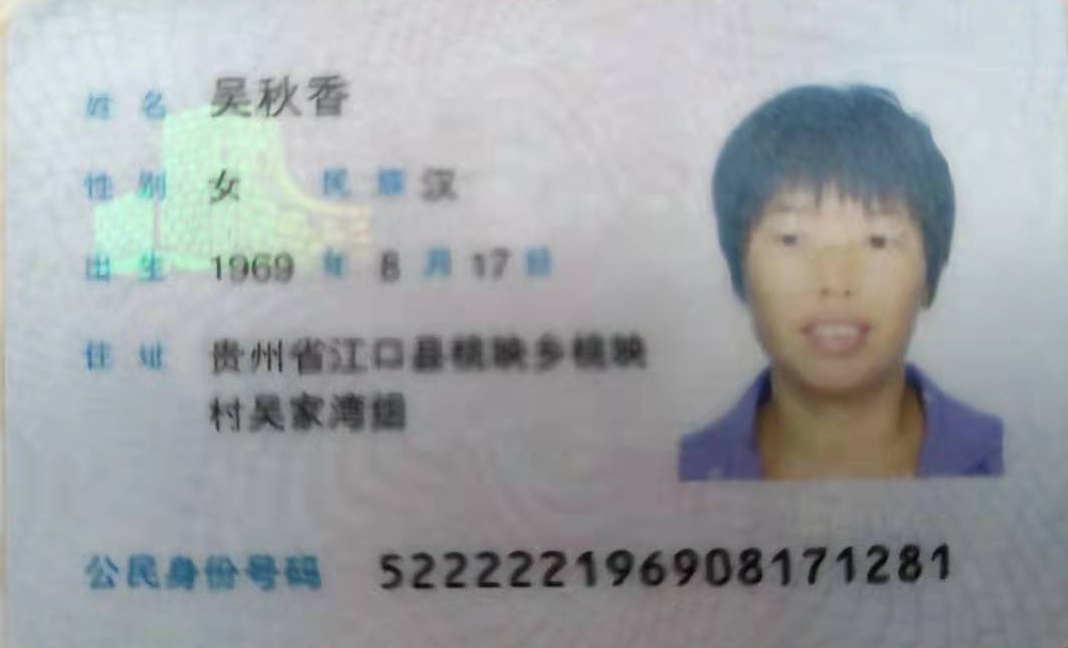 姓名 吴秋香
性别 女 民族 汉
出生 1969 年 8 月 17 日
住址 贵州省江口县桃映乡桃映
村吴家湾组
公民身份号码 522222196908171281